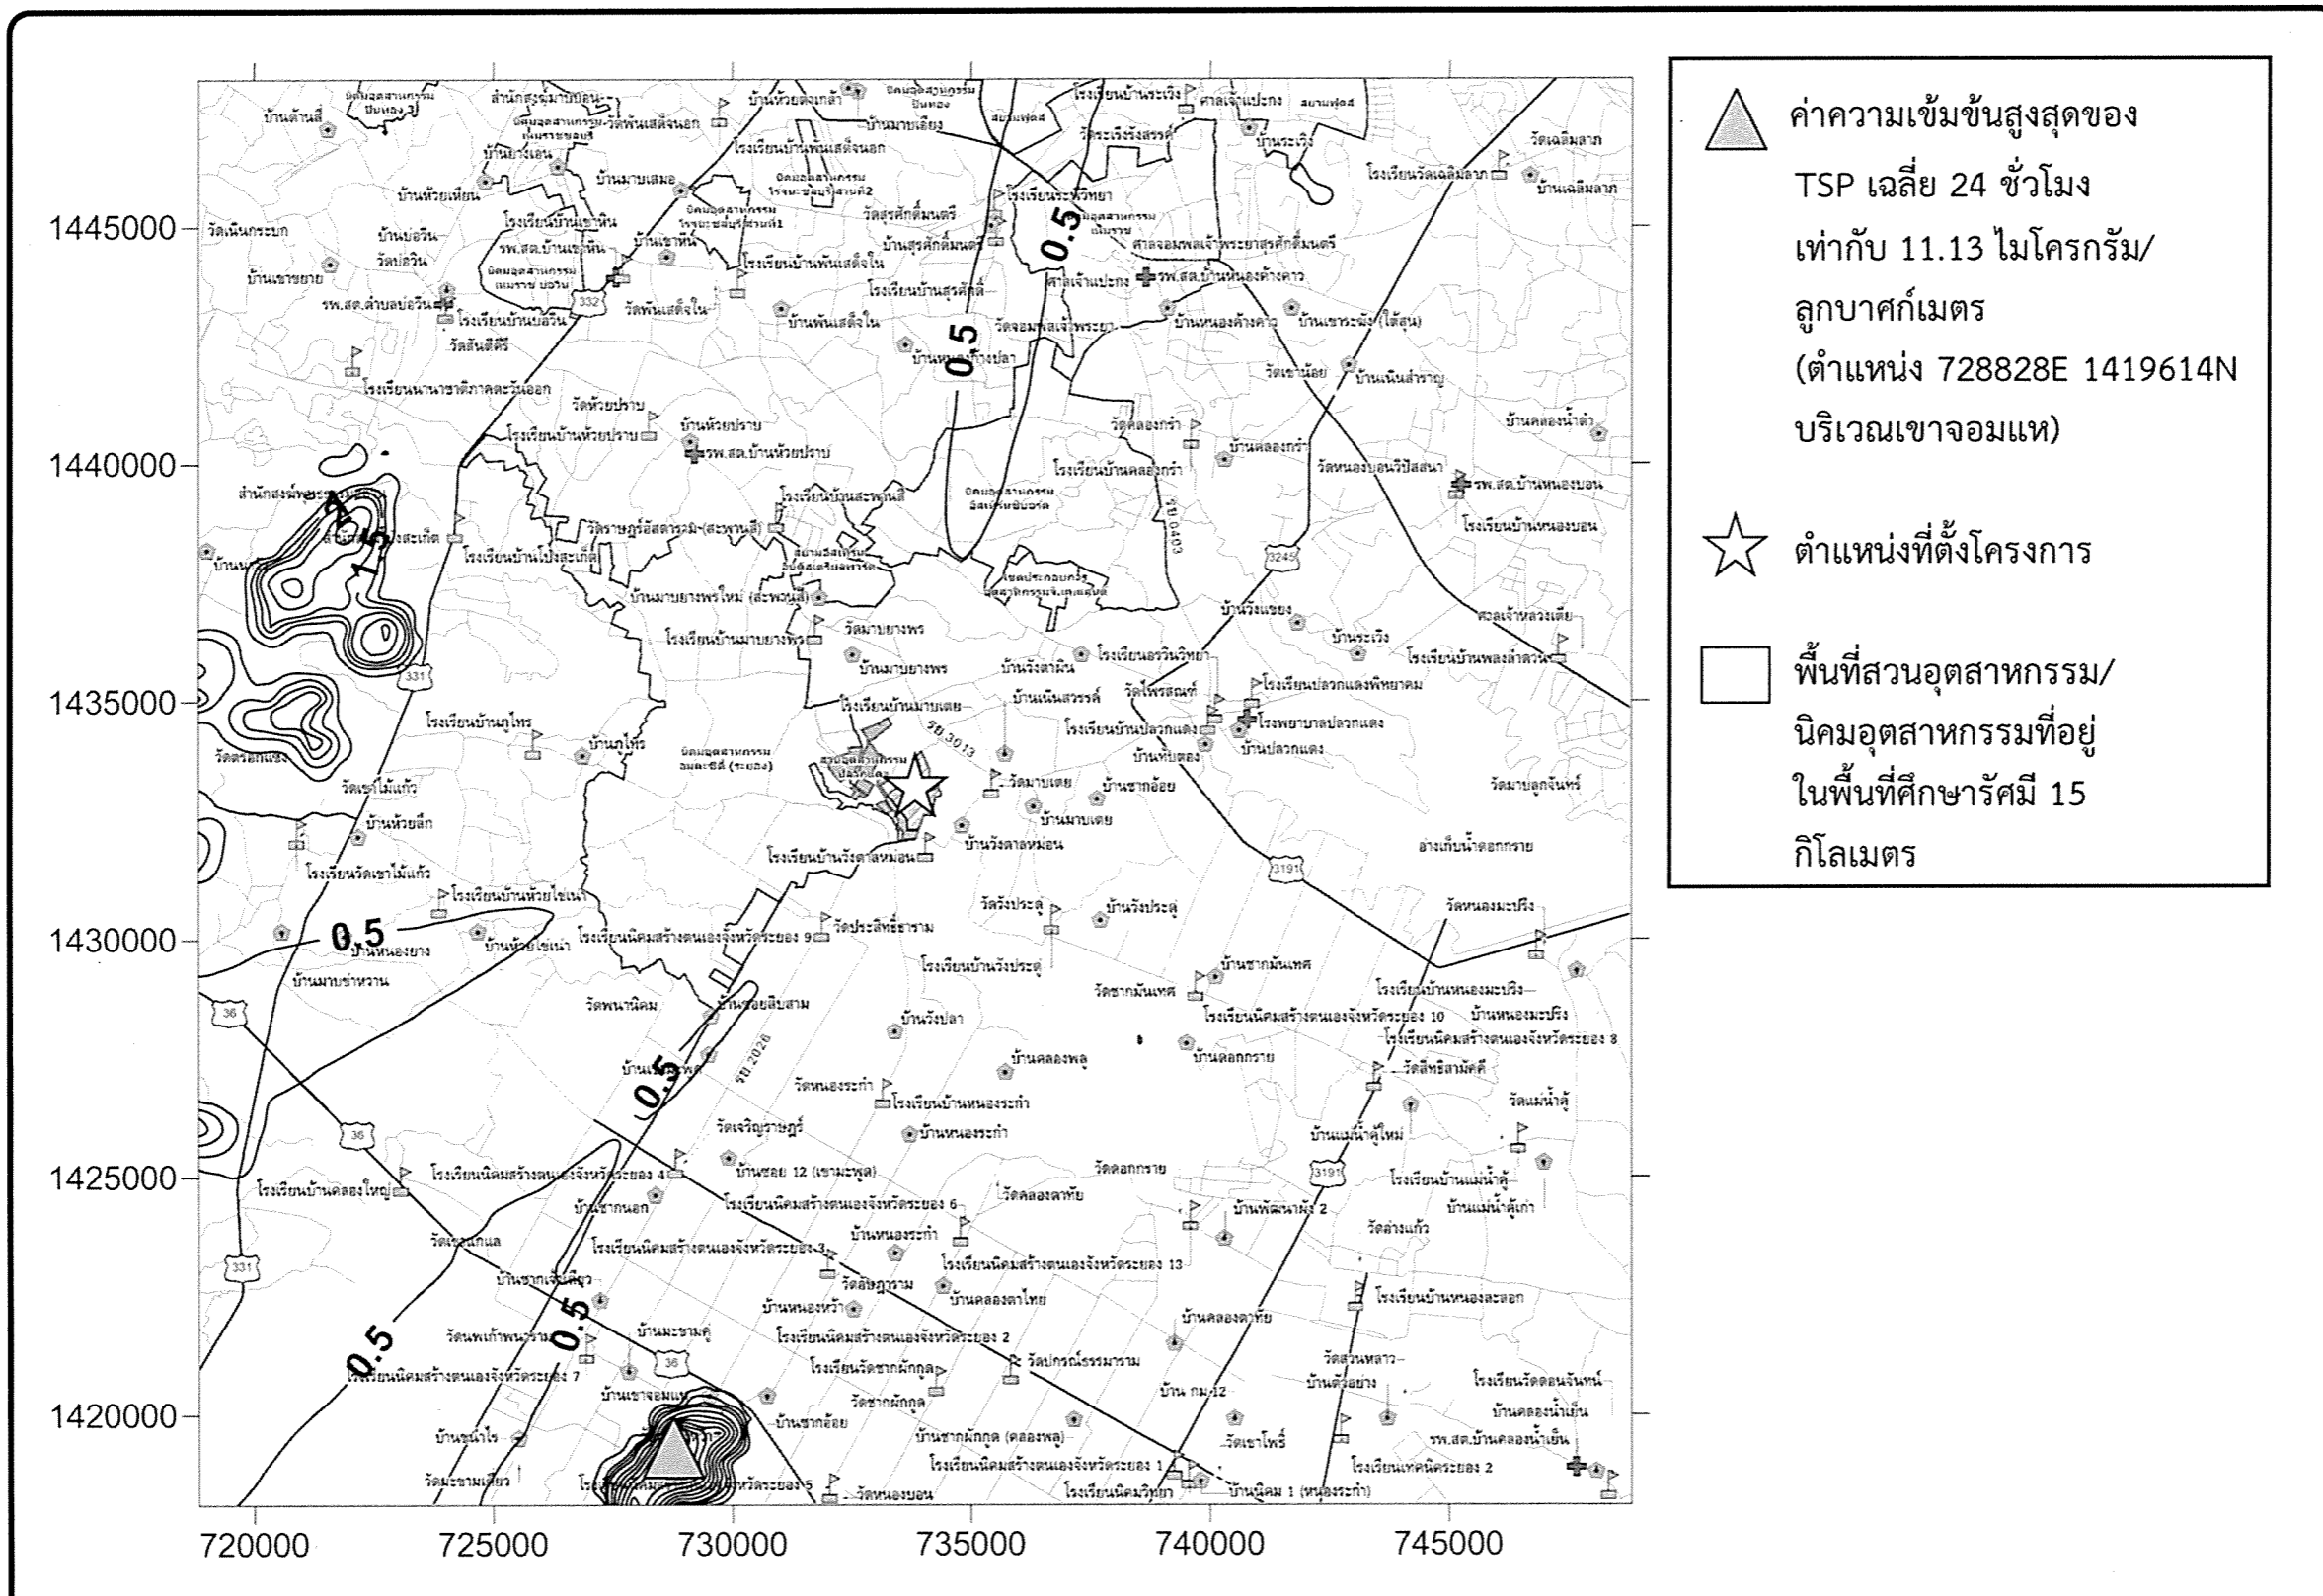 ค่าความเข้มข้นสูงสุดของ
TSP เฉลี่ย 24 ชั่วโมง
เท่ากับ 11.13 ไมโครกรัม/
ลูกบาศก์เมตร
(ตำแหน่ง 728828E 1419614N
บริเวณเขาจอมแห)
ตำแหน่งที่ตั้งโครงการ
พื้นที่สวนอุตสาหกรรม/
นิคมอุตสาหกรรมที่อยู่
ในพื้นที่ศึกษารัศมี 15
กิโลเมตร
1445000
1440000
1435000
1430000
1425000
1420000
720000
725000
730000
735000
740000
745000
บ้านห้วยเหียน
บ้านมาบเสมอ
โรงเรียนบ้านพันเสด็จนอก
วัดพันเสด็จนอก
บ้านมาบเอียง
โรงเรียนบ้านระเวิง
ศาลเจ้าแปะกง
สยามฟูดส์
วัดระเวิงรังสรรค์
บ้านระเวิง
วัดเฉลิมลาภ
โรงเรียนวัดเฉลิมลาภ
บ้านเฉลิมลาภ
วัดเนินกระบก
บ้านบ่อวิน
วัดบ่อวิน
บ้านเขาขยาย
รพ.สต.ตำบลบ่อวิน
โรงเรียนบ้านบ่อวิน
วัดสันติคีรี
โรงเรียนนานาชาติภาคตะวันออก
โรงเรียนบ้านเขาหิน
รพ.สต.บ้านเขาหิน
บ้านเขาหิน
332
วัดพันเสด็จใน
โรงเรียนบ้านพันเสด็จใน
บ้านพันเสด็จใน
วัดสุรศักดิ์มนตรี
บ้านสุรศักดิ์มนตรี
โรงเรียนบ้านสุรศักดิ์
0.5
0.5
ศาลจอมพลเจ้าพระยาสุรศักดิ์มนตรี
ศาลเจ้าแปะกง
รพ.สต.บ้านหนองค้างคาว
บ้านหนองค้างคาว
บ้านเขาระฆัง (ใต้สุน)
วัดจอมพลเจ้าพระยา
วัดเขาน้อย
บ้านเนินสำราญ
วัดห้วยปราบ
โรงเรียนบ้านห้วยปราบ
บ้านห้วยปราบ
รพ.สต.บ้านห้วยปราบ
วัดคลองกรำ
บ้านคลองกรำ
โรงเรียนบ้านคลองกรำ
บ้านคลองน้ำดำ
วัดหนองบอนวิปัสสนา
รพ.สต.บ้านหนองบอน
โรงเรียนบ้านหนองบอน
2
1.5
โรงเรียนบ้านโป่งสะเก็ด
วัดราษฎร์อัสดาราม (สะพานสี่)
โรงเรียนบ้านสะพานสี่
บ้านมาบยางพรใหม่ (สะพานสี่)
โรงเรียนบ้านมาบยางพร
วัดมาบยางพร
บ้านมาบยางพร
3245
บ้านวังแขยง
บ้านระเวิง
ศาลเจ้าหลวงเตี่ย
โรงเรียนบ้านพลงลำดวน
บ้านวังตาผิน
โรงเรียนอรวินวิทยา
บ้านเนินสวรรค์
วัดไพรสณฑ์
โรงเรียนปลวกแดงพิทยาคม
โรงเรียนบ้านปลวกแดง
โรงพยาบาลปลวกแดง
บ้านทับตอง
บ้านปลวกแดง
331
โรงเรียนบ้านภูไทร
บ้านภูไทร
โรงเรียนบ้านมาบเตย
รย.3013
วัดเขาไม้แก้ว
วัดมาบเตย
บ้านซากอ้อย
บ้านมาบเตย
วัดมาบลูกจันทร์
บ้านห้วยลึก
โรงเรียนวัดเขาไม้แก้ว
โรงเรียนบ้านวังตาลหม่อน
บ้านวังตาลหม่อน
อ่างเก็บน้ำดอกกราย
3191
โรงเรียนบ้านห้วยไข่เน่า
บ้านห้วยไข่เน่า
0.5
บ้านหนองยาง
บ้านมาบข่าหวาน
โรงเรียนนิคมสร้างตนเองจังหวัดระยอง 9
วัดประสิทธิ์ธาราม
วัดวังประดู่
บ้านวังประดู่
โรงเรียนบ้านวังประดู่
วัดหนองมะปริง
บ้านซากมันเทศ
วัดซากมันเทศ
โรงเรียนบ้านหนองมะปริง
บ้านหนองมะปริง
วัดพนานิคม
บ้านซอยสิบสาม
36
บ้านวังปลา
โรงเรียนนิคมสร้างตนเองจังหวัดระยอง 10
โรงเรียนนิคมสร้างตนเองจังหวัดระยอง 8
0.5
รย.2026
บ้านคลองพลู
บ้านดอกกราย
วัดสิทธิสามัคคี
วัดหนองระกำ
โรงเรียนบ้านหนองระกำ
วัดแม่น้ำคู้
36
วัดเจริญราษฎร์
บ้านหนองระกำ
บ้านแม่น้ำคู้ใหม่
โรงเรียนบ้านคลองใหญ่
โรงเรียนนิคมสร้างตนเองจังหวัดระยอง 4
บ้านซอย 12 (เขามะพูด)
วัดดอกกราย
3191
โรงเรียนบ้านแม่น้ำคู้
บ้านแม่น้ำคู้เก่า
บ้านซากนอก
โรงเรียนนิคมสร้างตนเองจังหวัดระยอง 6
วัดคลองตาทัย
บ้านพัฒนาผัง 2
วัดอ่างแก้ว
โรงเรียนนิคมสร้างตนเองจังหวัดระยอง 3
บ้านหนองระกำ
โรงเรียนนิคมสร้างตนเองจังหวัดระยอง 13
331
วัดอัษฎาราม
บ้านหนองหว้า
บ้านคลองตาไทย
โรงเรียนบ้านหนองละลอก
0.5
0.5
บ้านมะขามคู่
36
โรงเรียนนิคมสร้างตนเองจังหวัดระยอง 2
บ้านคลองตาทัย
โรงเรียนนิคมสร้างตนเองจังหวัดระยอง 7
โรงเรียนวัดซากผักกูด
วัดปกรณ์ธรรมาราม
วัดสวนหลาว
บ้านตัวอย่าง
โรงเรียนวัดดอนจันทน์
บ้านเขาจอมแห
บ้านซากอ้อย
วัดซากผักกูด
บ้าน กม.12
บ้านคลองน้ำเย็น
บ้านซากผักกูด (คลองพลู)
วัดเขาโพธิ์
รพ.สต.บ้านคลองน้ำเย็น
วัดมะขามเดี่ยว
โรงเรียนนิคมสร้างตนเองจังหวัดระยอง 1
โรงเรียนเทคนิคระยอง 2
วัดหนองบอน
โรงเรียนนิคมวิทยา
บ้านนิคม 1 (หนองระกำ)